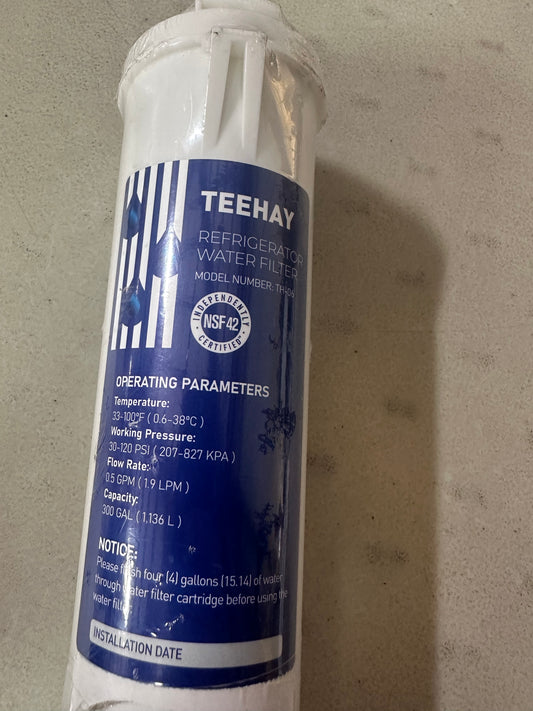 TEEHAY
REFRIGERATOR
WATER FILTER
MODEL NUMBER:
INDEPENDENTLY
NSF 42
CERTIFIED
OPERATING PARAMETERS
Temperature:
33-100°F ( 0.6-38°C )
Working Pressure:
30-120 PSI ( 207-827 KPA )
Flow Rate:
0.5 GPM ( 1.9 LPM )
Capacity:
300 GAL ( 1,136 L )
NOTICE:
Please flush four (4) gallons (15.14) of water
through water filter cartridge before using the
water filter.
INSTALLATION DATE